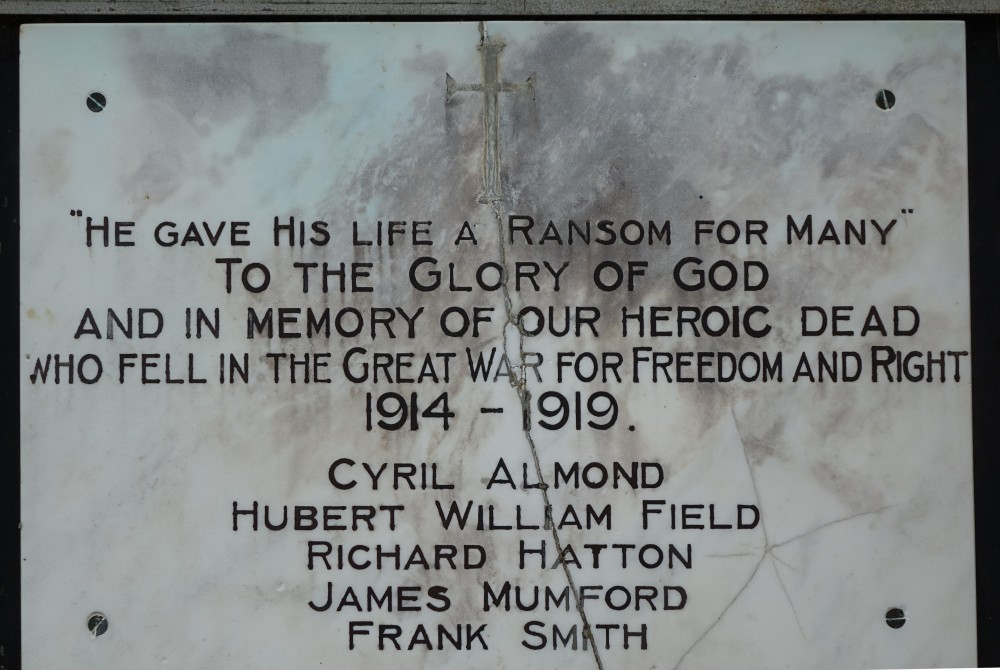 "He gave His life a Ransom for Many"
To the Glory of God
and in memory of our heroic dead
who fell in the Great War for Freedom and Right
1914 – 1919.
Cyril Almond
Hubert William Field
Richard Hatton
James Mumford
Frank Smith